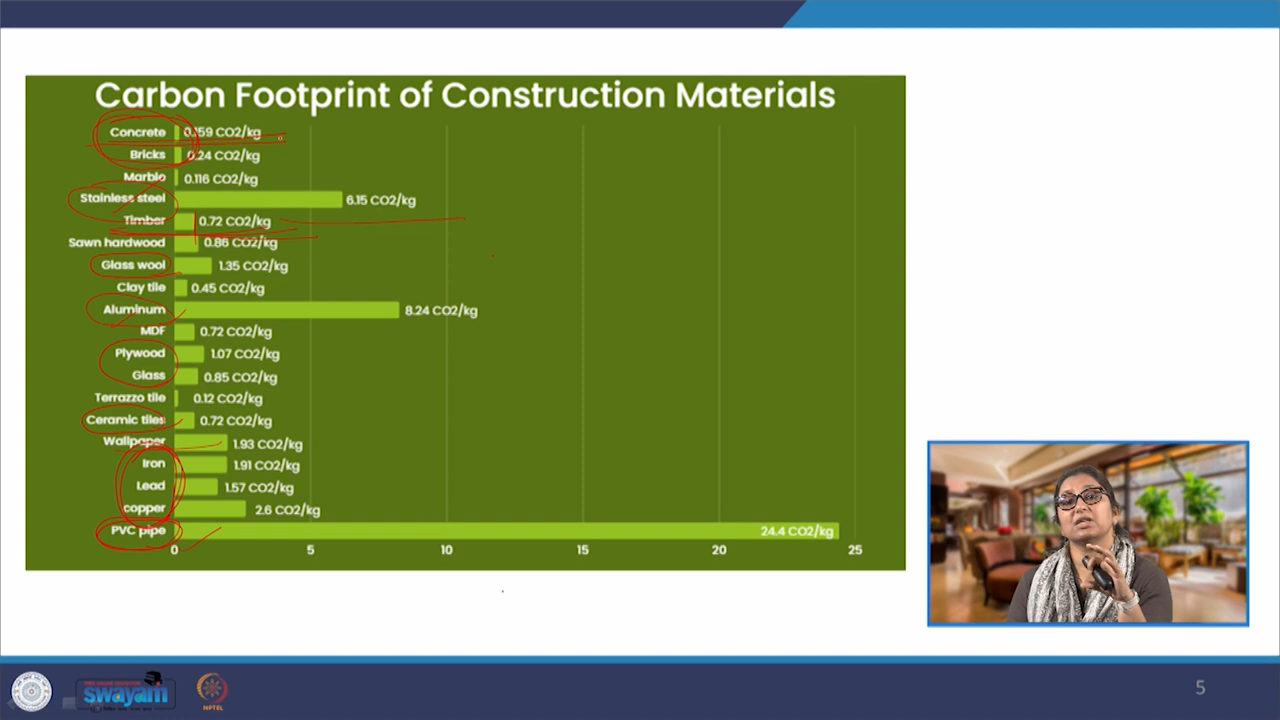 Carbon Footprint of Construction Materials
Concrete 0.159 CO2/kg
Bricks 0.24 CO2/kg
Marble 0.116 CO2/kg
Stainless steel 6.15 CO2/kg
Timber 0.72 CO2/kg
Sawn hardwood 0.86 CO2/kg
Glass wool 1.35 CO2/kg
Clay tile 0.45 CO2/kg
Aluminum 8.24 CO2/kg
MDF 0.72 CO2/kg
Plywood 1.07 CO2/kg
Glass 0.85 CO2/kg
Terrazzo tile 0.12 CO2/kg
Ceramic tiles 0.72 CO2/kg
Wallpaper 1.93 CO2/kg
Iron 1.91 CO2/kg
Lead 1.57 CO2/kg
copper 2.6 CO2/kg
PVC pipe 24.4 CO2/kg
0 5 10 15 20 25
swayam
NPTEL
5